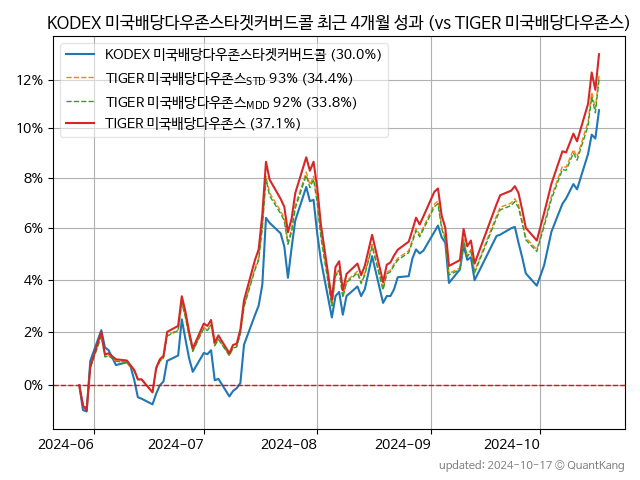 KODEX 미국배당다우존스타겟커버드콜 최근 4개월 성과 (vs TIGER 미국배당다우존스)
KODEX 미국배당다우존스타겟커버드콜 (30.0%)
TIGER 미국배당다우존스STD 93% (34.4%)
TIGER 미국배당다우존스MDD 92% (33.8%)
TIGER 미국배당다우존스 (37.1%)
12%
10%
8%
6%
4%
2%
0%
2024-06 2024-07 2024-08 2024-09 2024-10
updated: 2024-10-17 © QuantKang